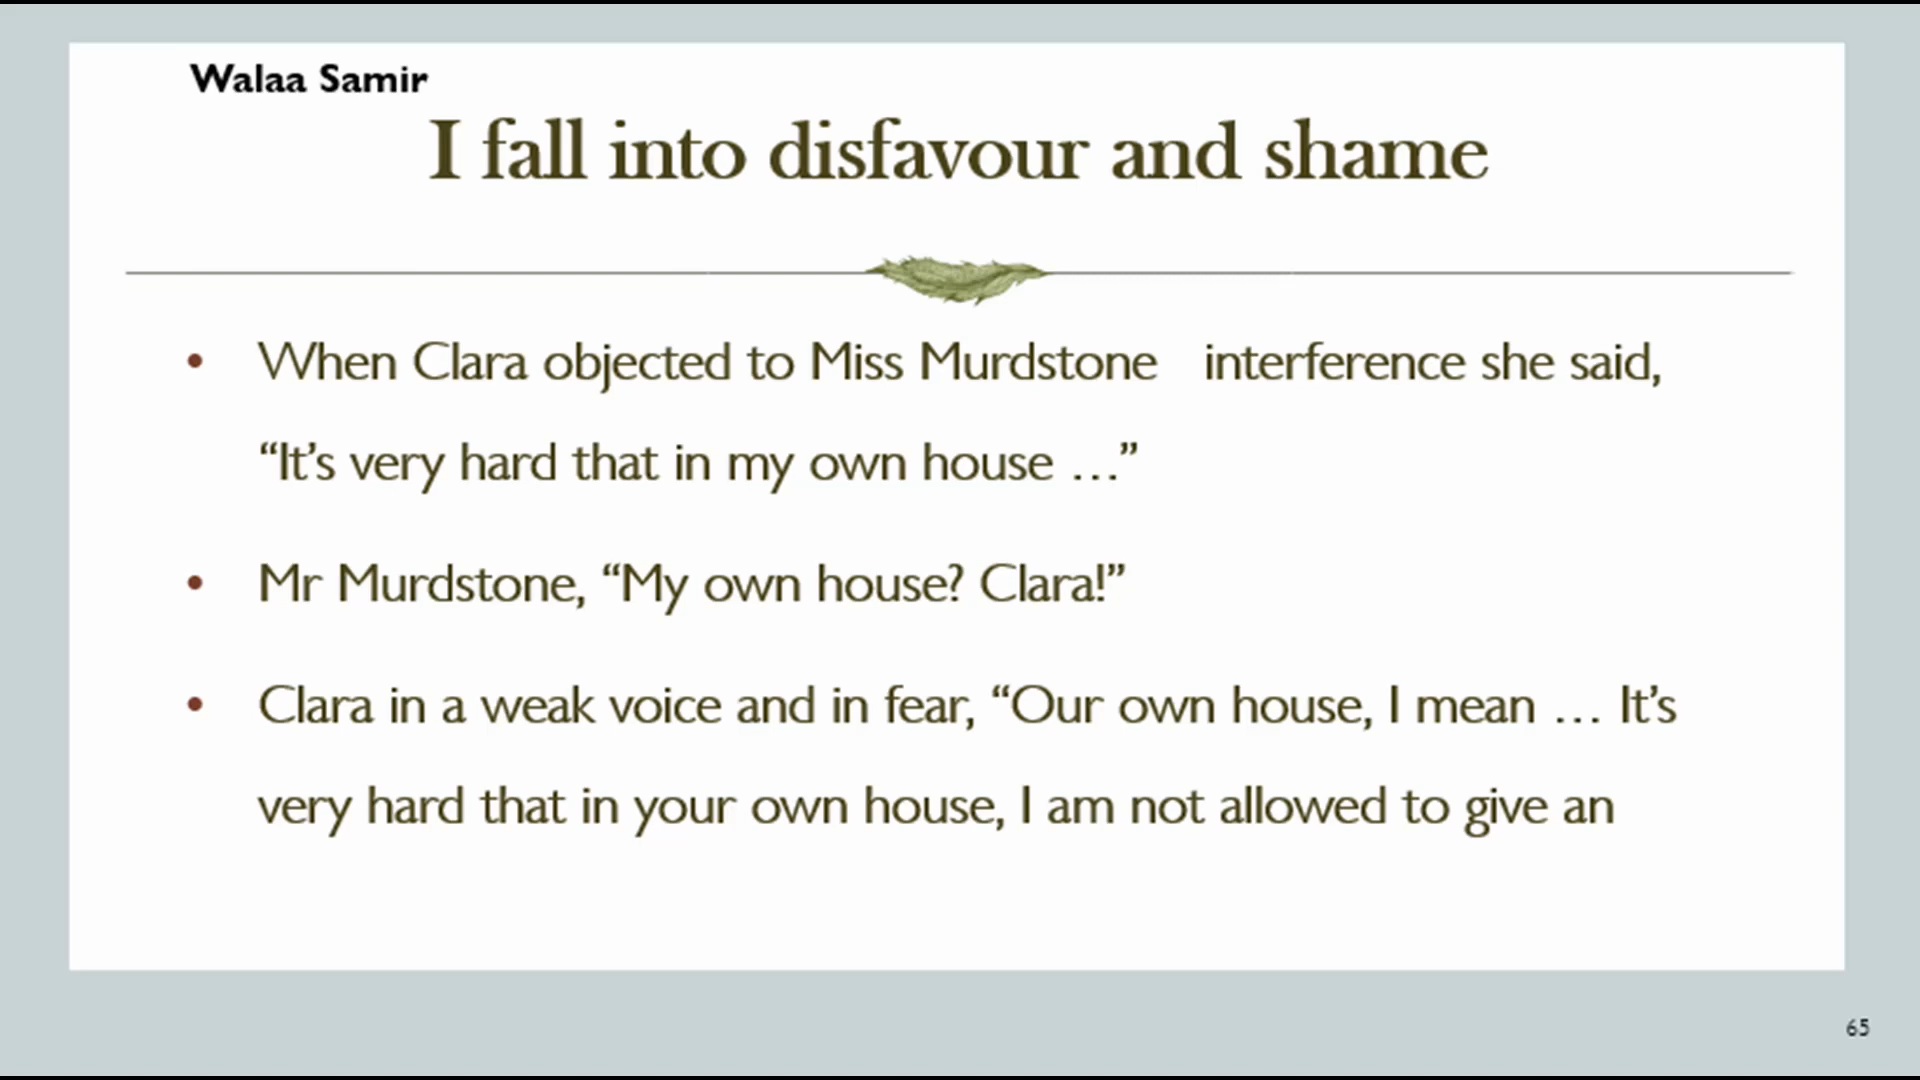 Walaa Samir
I fall into disfavour and shame
• When Clara objected to Miss Murdstone interference she said,
“It’s very hard that in my own house …”
• Mr Murdstone, “My own house? Clara!”
• Clara in a weak voice and in fear, “Our own house, I mean … It’s
very hard that in your own house, I am not allowed to give an
65